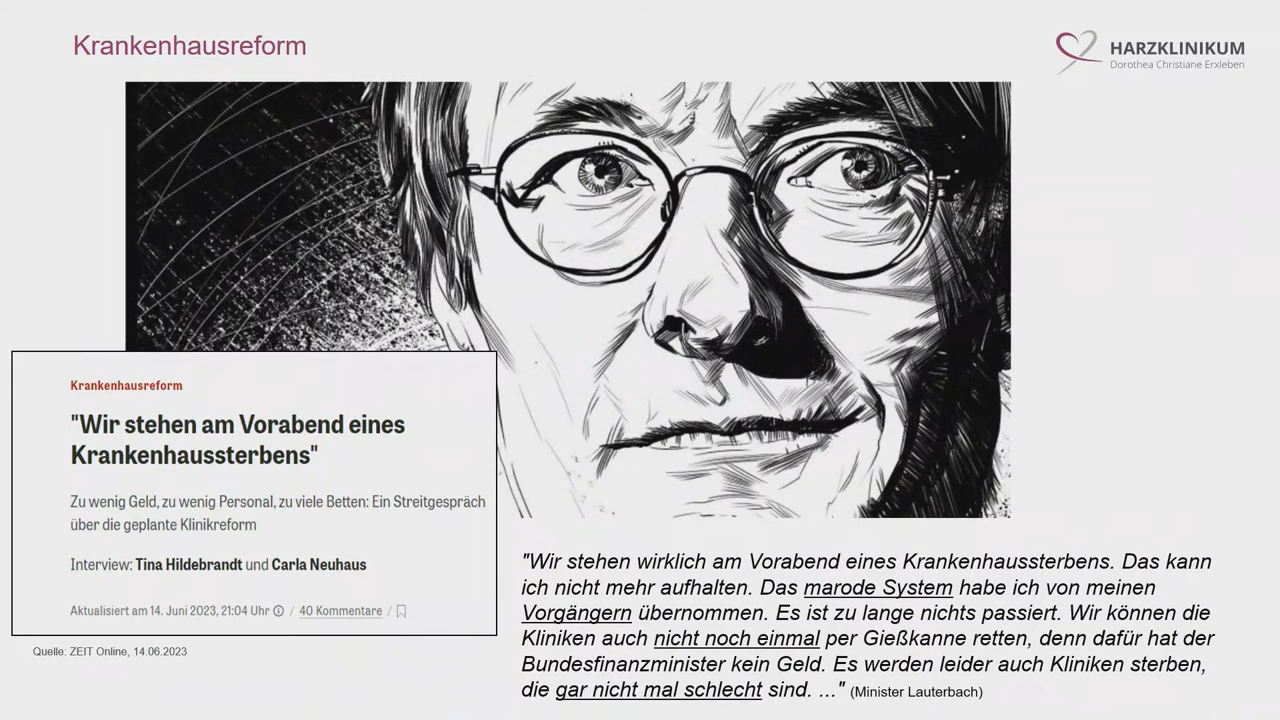 Krankenhausreform
HARZKLINIKUM
Dorothea Christiane Erxleben
Krankenhausreform
"Wir stehen am Vorabend eines
Krankenhaussterbens"
Zu wenig Geld, zu wenig Personal, zu viele Betten: Ein Streitgespräch
über die geplante Klinikreform
Interview: Tina Hildebrandt und Carla Neuhaus
Aktualisiert am 14. Juni 2023, 21:04 Uhr / 40 Kommentare /
Quelle: ZEIT Online, 14.06.2023
"Wir stehen wirklich am Vorabend eines Krankenhaussterbens. Das kann
ich nicht mehr aufhalten. Das marode System habe ich von meinen
Vorgängern übernommen. Es ist zu lange nichts passiert. Wir können die
Kliniken auch nicht noch einmal per Gießkanne retten, denn dafür hat der
Bundesfinanzminister kein Geld. Es werden leider auch Kliniken sterben,
die gar nicht mal schlecht sind. ..." (Minister Lauterbach)